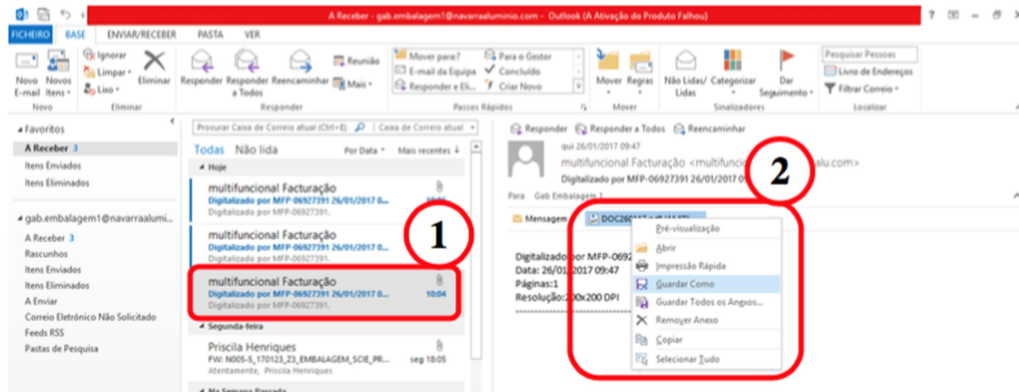 A Receber - gab.embalagem1@navarraaluminio.com - Outlook (A Ativação do Produto Falhou)
FICHEIRO BASE ENVIAR/RECEBER PASTA VER
Novo E-mail
Novos Itens
Ignorar
Limpar
Lixo
Eliminar
Responder
Responder a Todos
Reencaminhar
Reunião
Mais
Mover para?
E-mail da Equipa
Responder e Eli...
Para o Gestor
Concluído
Criar Novo
Mover
Regras
Não Lidas/ Lidas
Categorizar
Dar Seguimento
Pesquisar Pessoas
Livro de Endereços
Filtrar Correio
Novo Eliminar Responder Passos Rápidos Mover Sinalizadores Localizar
Favoritos
A Receber 3
Itens Enviados
Itens Eliminados
gab.embalagem1@navarraalumi...
A Receber 3
Rascunhos
Itens Enviados
Itens Eliminados
A Enviar
Correio Eletrónico Não Solicitado
Feeds RSS
Pastas de Pesquisa
Procurar Caixa de Correio atual (Ctrl+E) Caixa de Correio atual
Todas Não lida Por Data Mais recentes
Hoje
multifuncional Facturação
Digitalizado por MFP-06927391 26/01/2017 0...
Digitalizado por MFP-06927391.
multifuncional Facturação
Digitalizado por MFP-06927391 26/01/2017 0...
Digitalizado por MFP-06927391.
1
multifuncional Facturação
Digitalizado por MFP-06927391 26/01/2017 0... 10:04
Digitalizado por MFP-06927391.
Segunda-feira
Priscila Henriques
FW: N005-S_170123_Z3_EMBALAGEM_SCIE_PR... seg 18:05
Atentamente, Priscila Henriques
Na Semana Passada
Responder Responder a Todos Reencaminhar
qui 26/01/2017 09:47
multifuncional Facturação
Digitalizado por MFP-06927391 26/01/2017
2
Para Gab Embalagem 1
Mensagem
Digitalizado por
Data: 26/01/2017 09:47
Páginas:1
Resolução:200x200 DPI
Pré-visualização
Abrir
Impressão Rápida
Guardar Como
Guardar Todos os Anexos...
Remover Anexo
Copiar
Selecionar Tudo